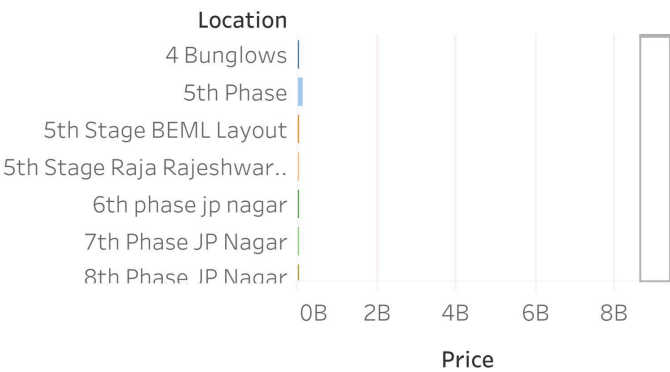 Location
4 Bunglows
5th Phase
5th Stage BEML Layout
5th Stage Raja Rajeshwar..
6th phase jp nagar
7th Phase JP Nagar
8th Phase JP Nagar
0B 2B 4B 6B 8B
Price